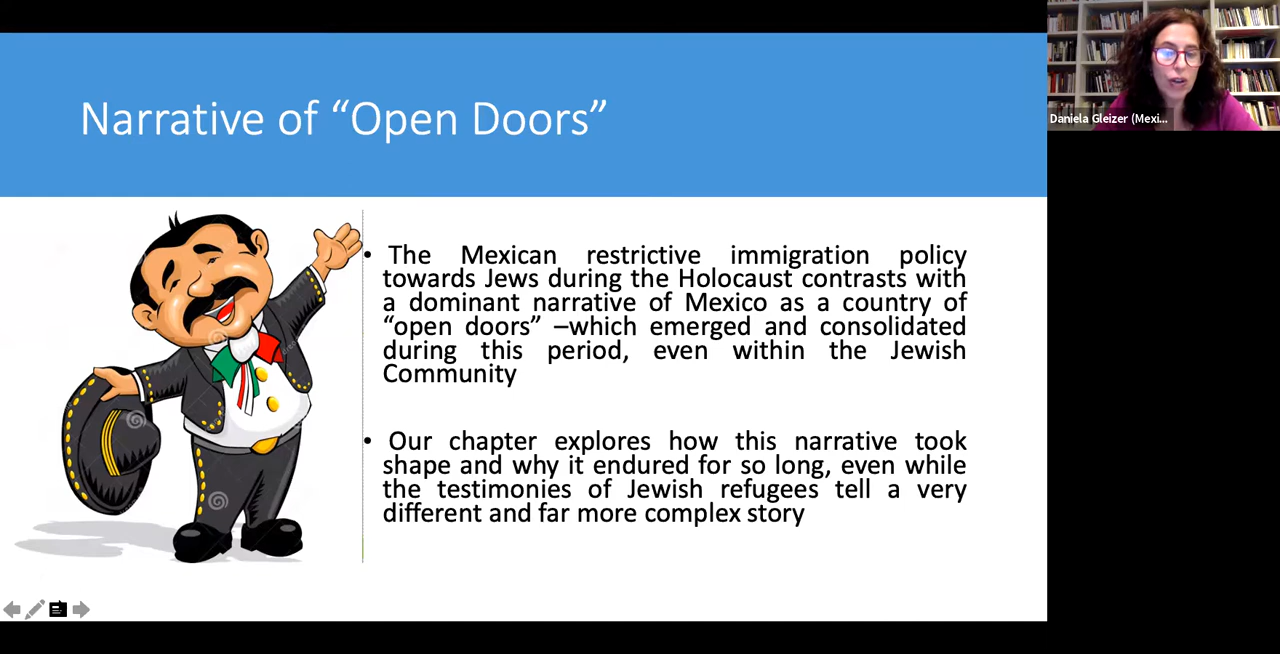 Narrative of “Open Doors”
• The Mexican restrictive immigration policy
towards Jews during the Holocaust contrasts with
a dominant narrative of Mexico as a country of
“open doors” –which emerged and consolidated
during this period, even within the Jewish
Community
• Our chapter explores how this narrative took
shape and why it endured for so long, even while
the testimonies of Jewish refugees tell a very
different and far more complex story
Daniela Gleizer (Mexi...